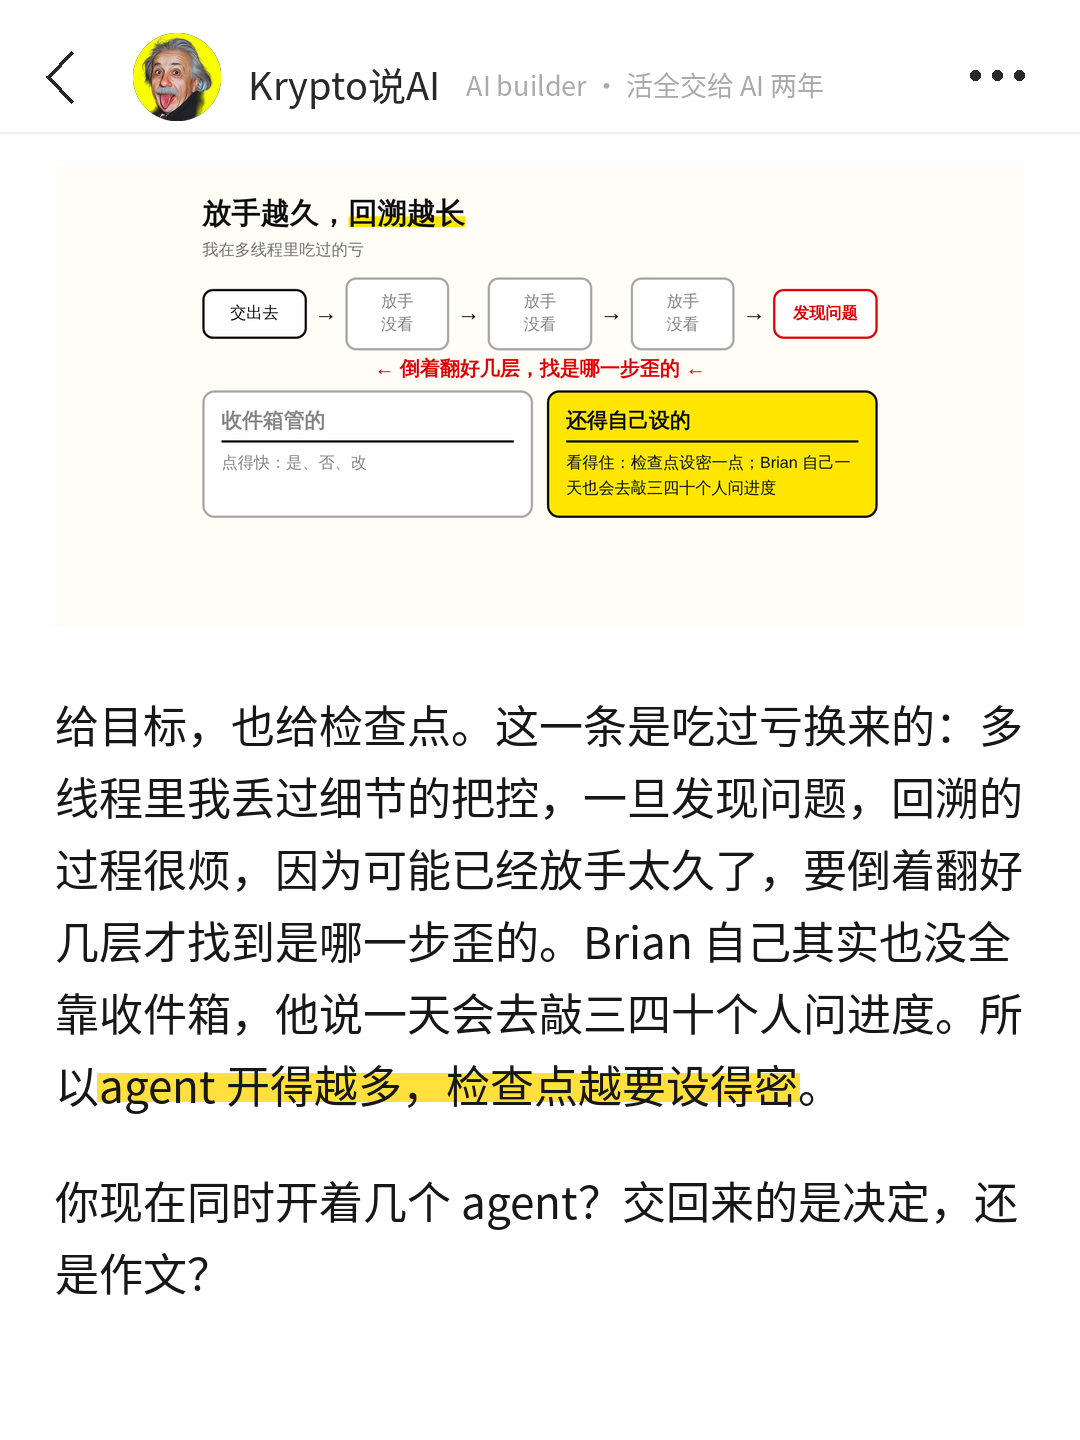 Krypto说AI AI builder · 活全交给 AI 两年
放手越久，回溯越长
我在多线程里吃过的亏
交出去 → 放手没看 → 放手没看 → 放手没看 → 发现问题
← 倒着翻好几层，找是哪一步歪的 ←
收件箱管的
点得快：是、否、改
还得自己设的
看得住：检查点设密一点；Brian 自己一
天也会去敲三四十个人问进度
给目标，也给检查点。这一条是吃过亏换来的：多
线程里我丢过细节的把控，一旦发现问题，回溯的
过程很烦，因为可能已经放手太久了，要倒着翻好
几层才找到是哪一步歪的。Brian 自己其实也没全
靠收件箱，他说一天会去敲三四十个人问进度。所
以agent 开得越多，检查点越要设得密。
你现在同时开着几个 agent？交回来的是决定，还
是作文？